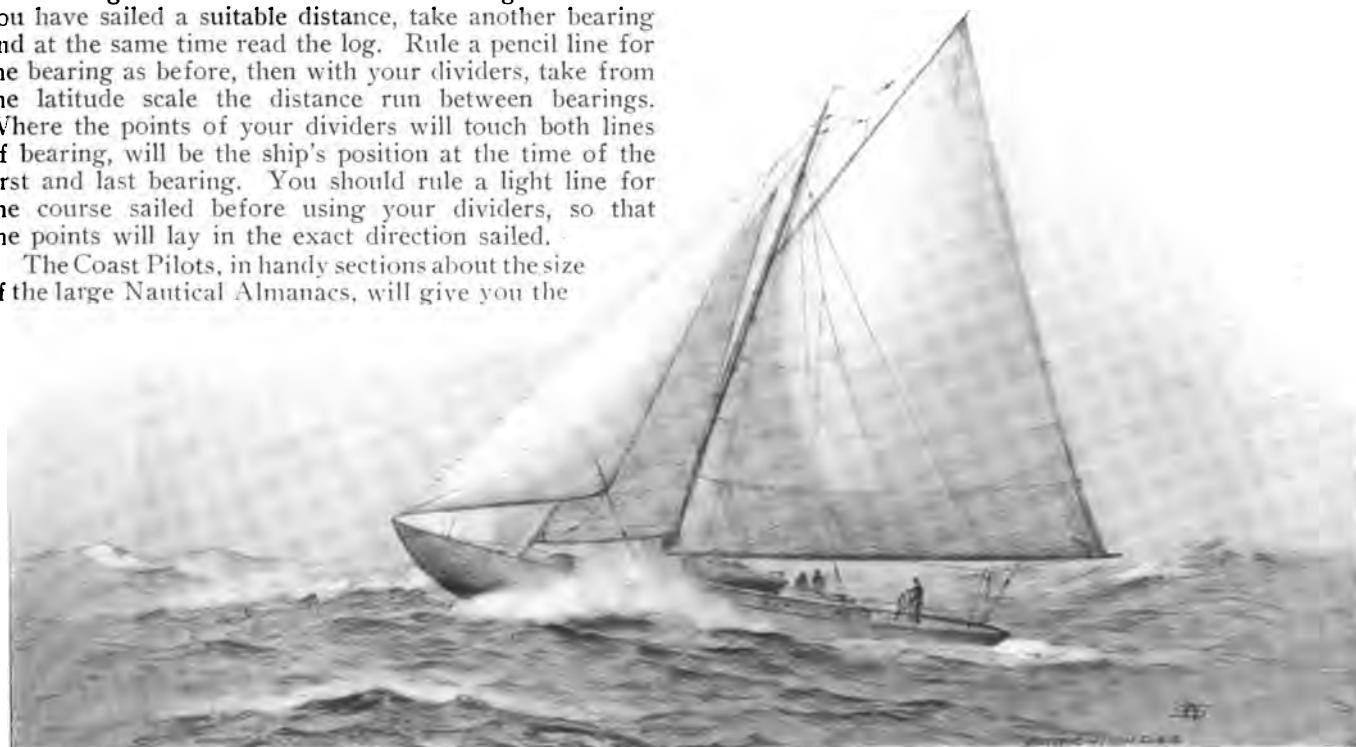 ou have sailed a suitable distance, take another bearing
nd at the same time read the log. Rule a pencil line for
he bearing as before, then with your dividers, take from
he latitude scale the distance run between bearings.
Where the points of your dividers will touch both lines
f bearing, will be the ship's position at the time of the
rst and last bearing. You should rule a light line for
he course sailed before using your dividers, so that
he points will lay in the exact direction sailed.
The Coast Pilots, in handy sections about the size
f the large Nautical Almanacs, will give you the